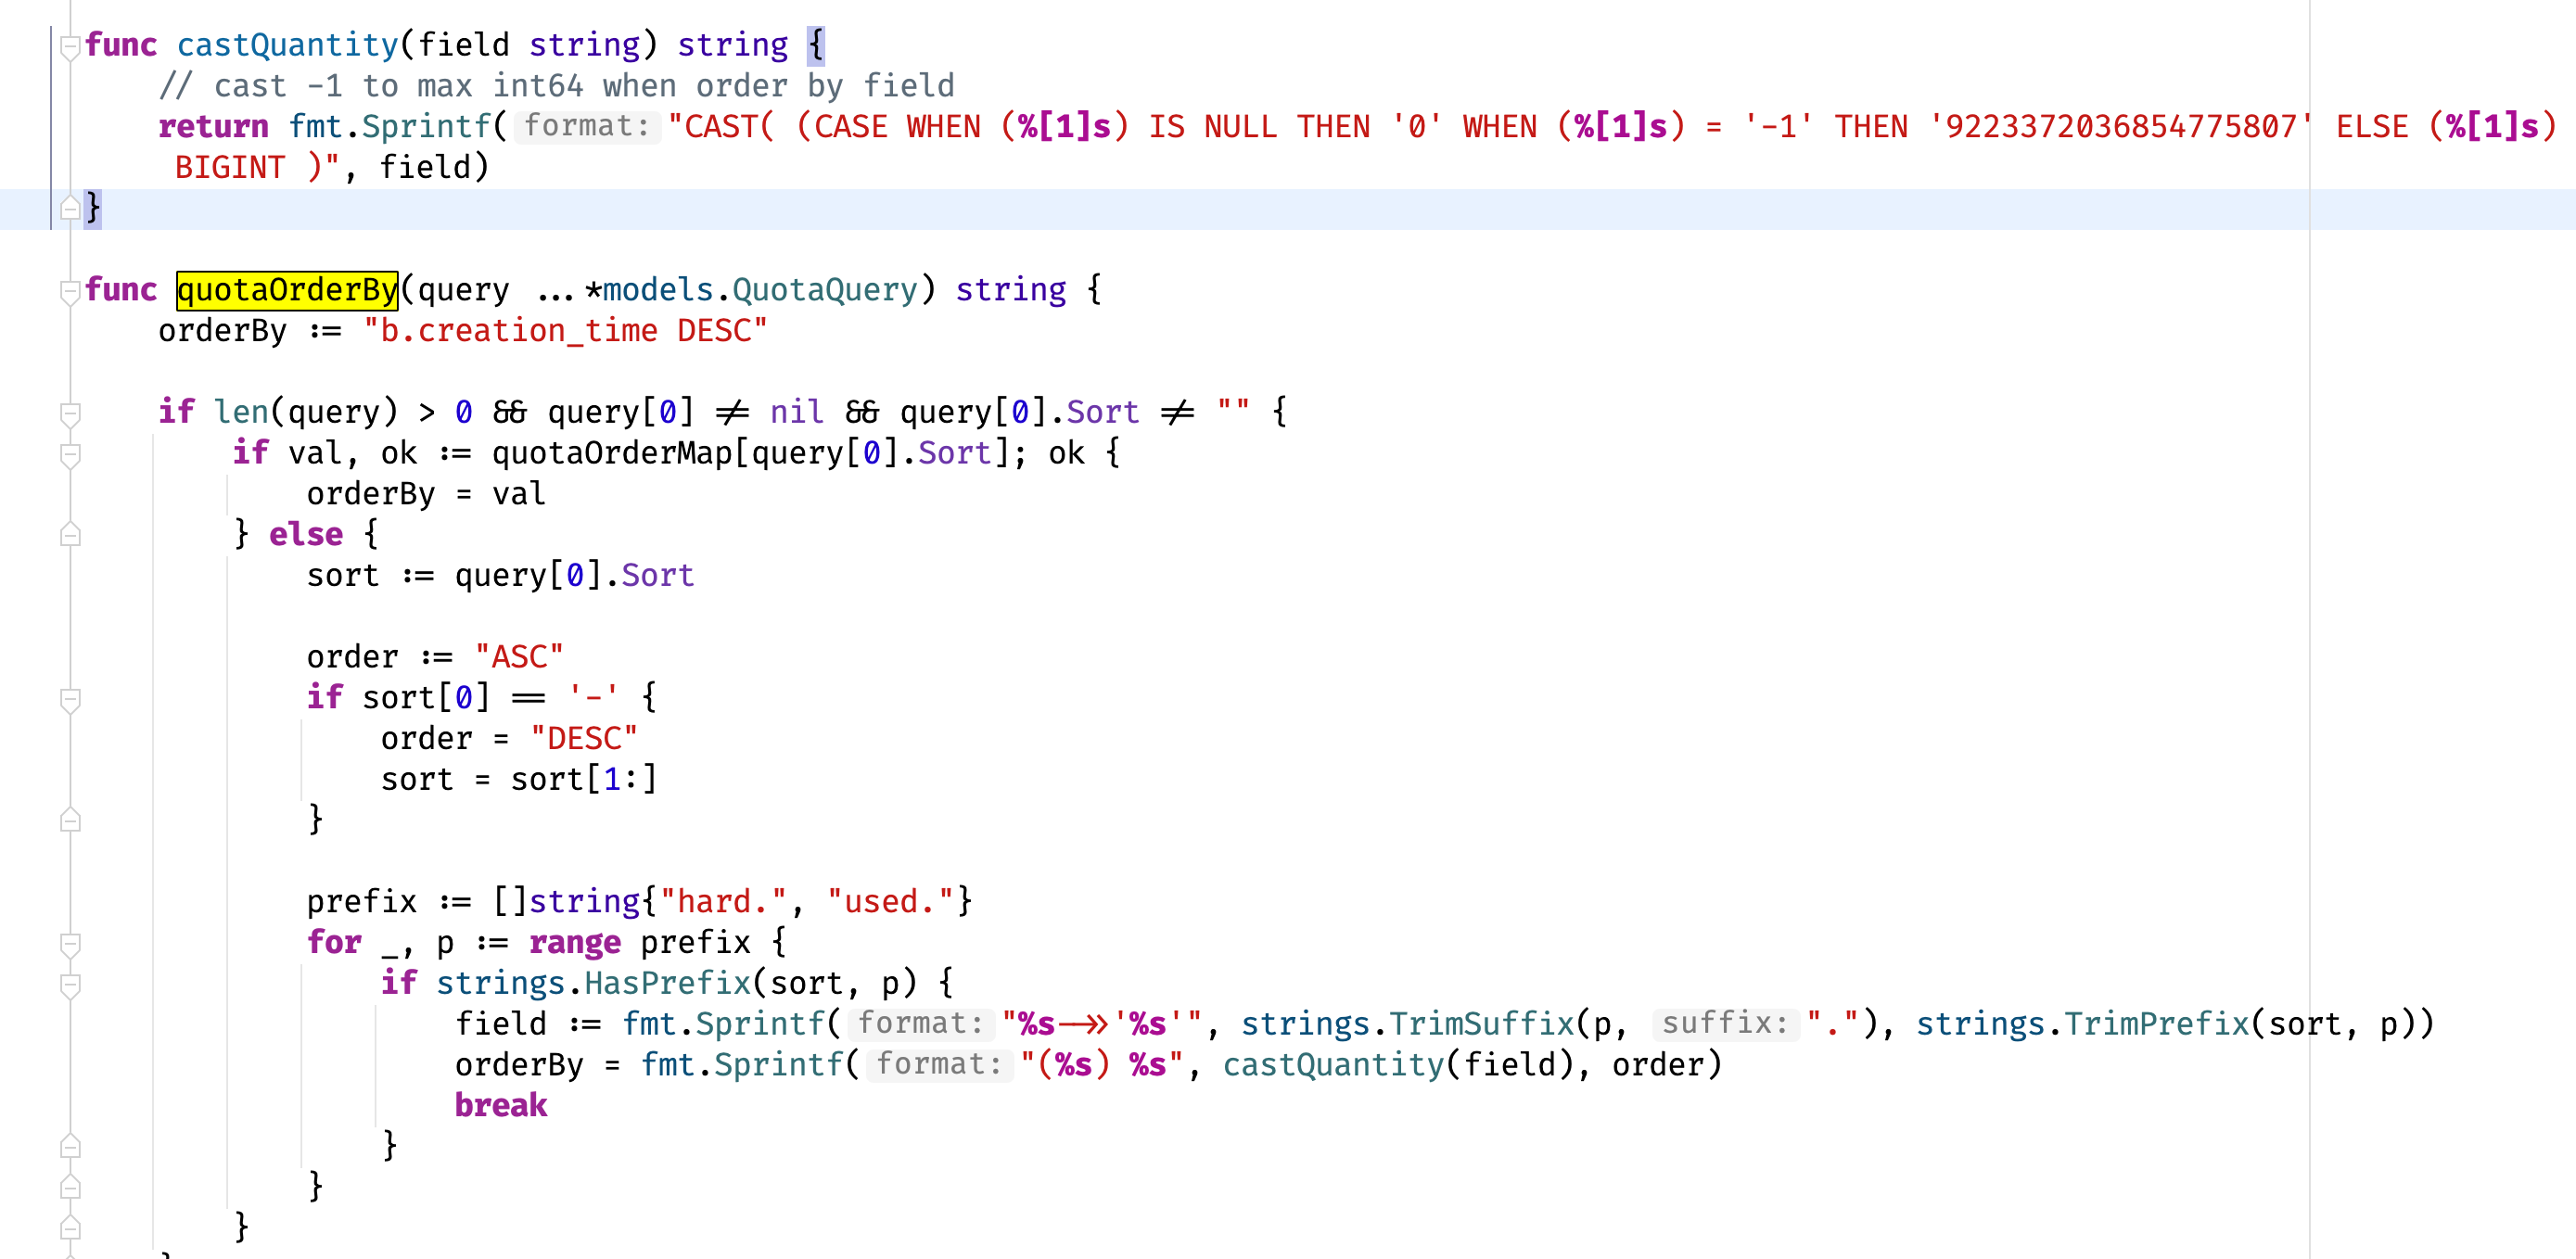 func castQuantity(field string) string {
// cast -1 to max int64 when order by field
return fmt.Sprintf( format: "CAST( (CASE WHEN (%[1]s) IS NULL THEN '0' WHEN (%[1]s) = '-1' THEN '9223372036854775807' ELSE (%[1]s)
BIGINT )", field)
}
func quotaOrderBy(query ...*models.QuotaQuery) string {
orderBy := "b.creation_time DESC"
if len(query) > 0 && query[0] != nil && query[0].Sort != "" {
if val, ok := quotaOrderMap[query[0].Sort]; ok {
orderBy = val
} else {
sort := query[0].Sort
order := "ASC"
if sort[0] == '-' {
order = "DESC"
sort = sort[1:]
}
prefix := []string{"hard.", "used."}
for _, p := range prefix {
if strings.HasPrefix(sort, p) {
field := fmt.Sprintf( format: "%s->>'%s'", strings.TrimSuffix(p, suffix: "."), strings.TrimPrefix(sort, p))
orderBy = fmt.Sprintf( format: "(%s) %s", castQuantity(field), order)
break
}
}
}